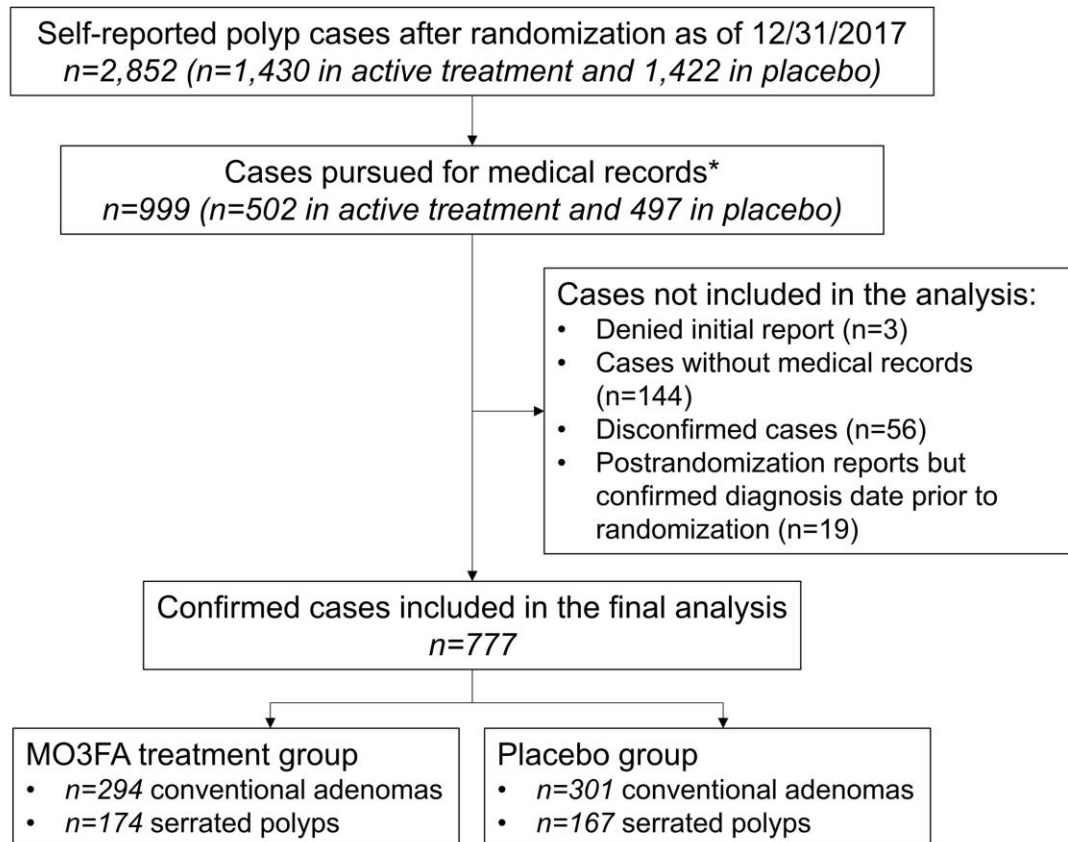 Self-reported polyp cases after randomization as of 12/31/2017
n=2,852 (n=1,430 in active treatment and 1,422 in placebo)
Cases pursued for medical records*
n=999 (n=502 in active treatment and 497 in placebo)
Cases not included in the analysis:
• Denied initial report (n=3)
• Cases without medical records
(n=144)
• Disconfirmed cases (n=56)
• Postrandomization reports but
confirmed diagnosis date prior to
randomization (n=19)
Confirmed cases included in the final analysis
n=777
MO3FA treatment group
• n=294 conventional adenomas
• n=174 serrated polyps
Placebo group
• n=301 conventional adenomas
• n=167 serrated polyps